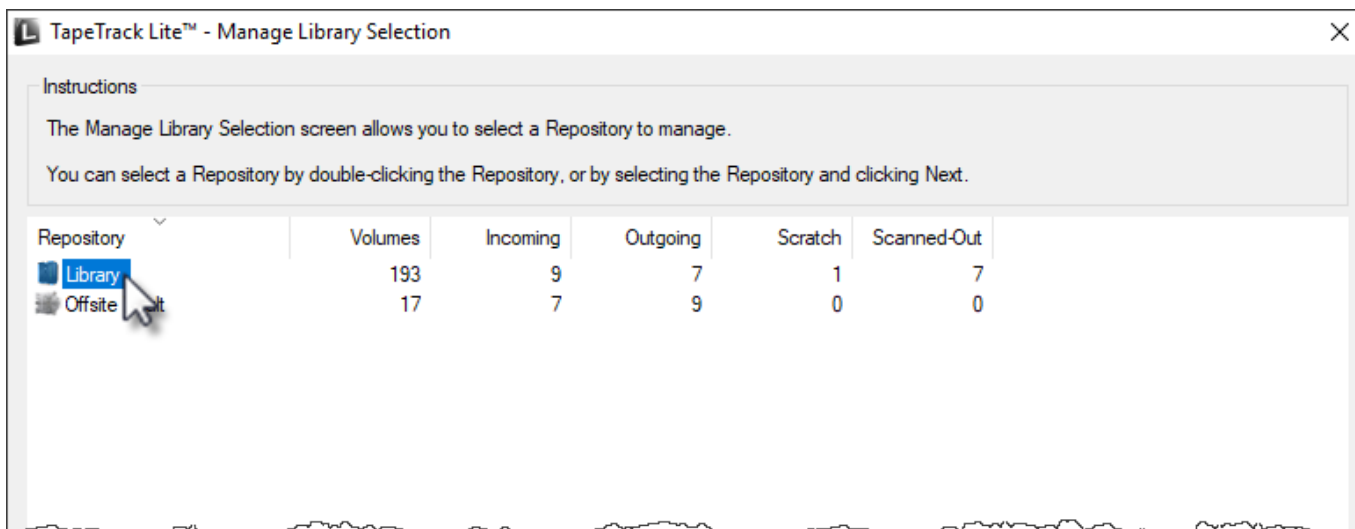 TapeTrack Lite™ - Manage Library Selection
Instructions
The Manage Library Selection screen allows you to select a Repository to manage.
You can select a Repository by double-clicking the Repository, or by selecting the Repository and clicking Next.
Repository Volumes Incoming Outgoing Scratch Scanned-Out
Library 193 9 7 1 7
Offsite 17 7 9 0 0